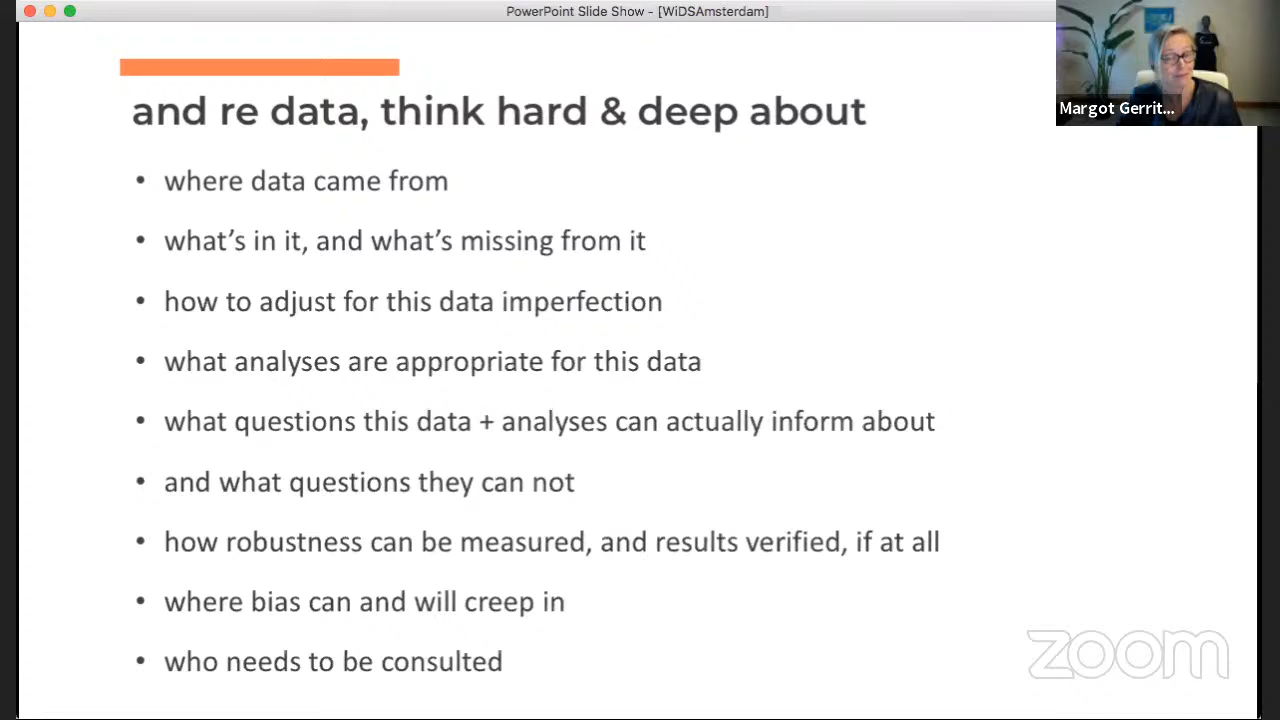 PowerPoint Slide Show - [WiDSAmsterdam]
Margot Gerrit...
and re data, think hard & deep about
• where data came from
• what’s in it, and what’s missing from it
• how to adjust for this data imperfection
• what analyses are appropriate for this data
• what questions this data + analyses can actually inform about
• and what questions they can not
• how robustness can be measured, and results verified, if at all
• where bias can and will creep in
• who needs to be consulted
zoom